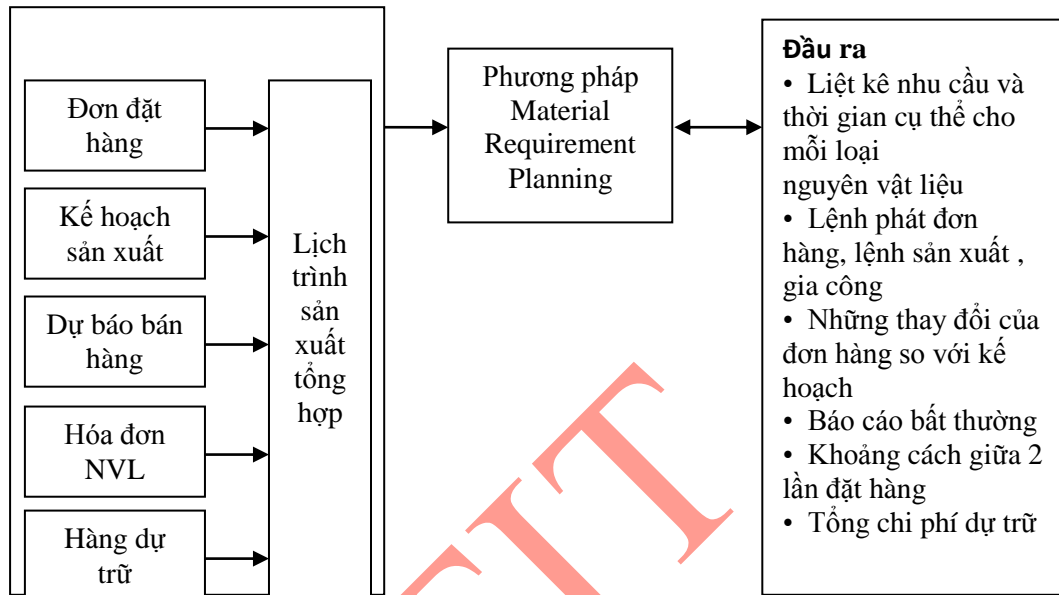 Đơn đặt
hàng
Kế hoạch
sản xuất
Dự báo bán
hàng
Hóa đơn
NVL
Hàng dự
trữ
Lịch
trình
sản
xuất
tổng
hợp
Phương pháp
Material
Requirement
Planning
Đầu ra
• Liệt kê nhu cầu và
thời gian cụ thể cho
mỗi loại
nguyên vật liệu
• Lệnh phát đơn
hàng, lệnh sản xuất ,
gia công
• Những thay đổi của
đơn hàng so với kế
hoạch
• Báo cáo bất thường
• Khoảng cách giữa 2
lần đặt hàng
• Tổng chi phí dự trữ